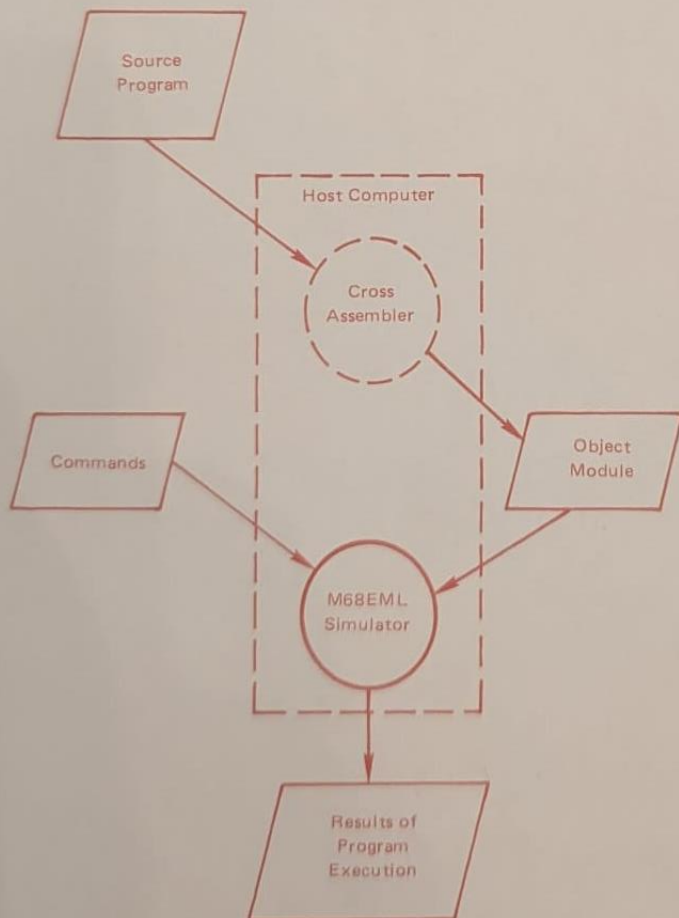 Source
Program
Host Computer
Cross
Assembler
Commands
Object
Module
M68EML
Simulator
Results of
Program
Execution